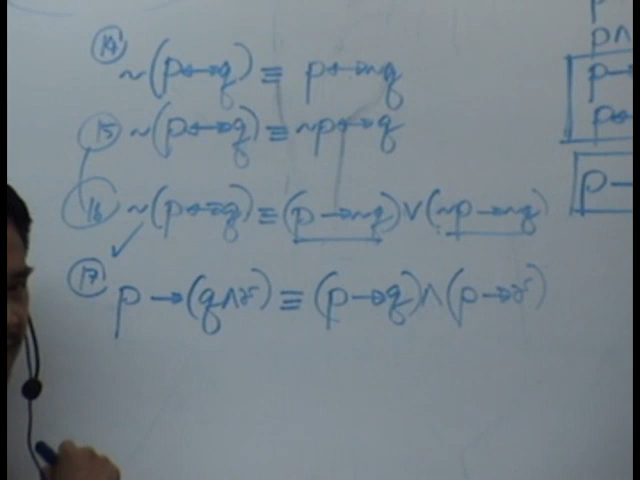 14
~(p↔q) ≡ p↔~q
15 ~(p↔q) ≡ ~p↔q
16 ~(p↔q) ≡ (p→~q)∨(~p→~q)
17 p→(q∧r) ≡ (p→q)∧(p→r)
p
p∧
p→
p↔
p→